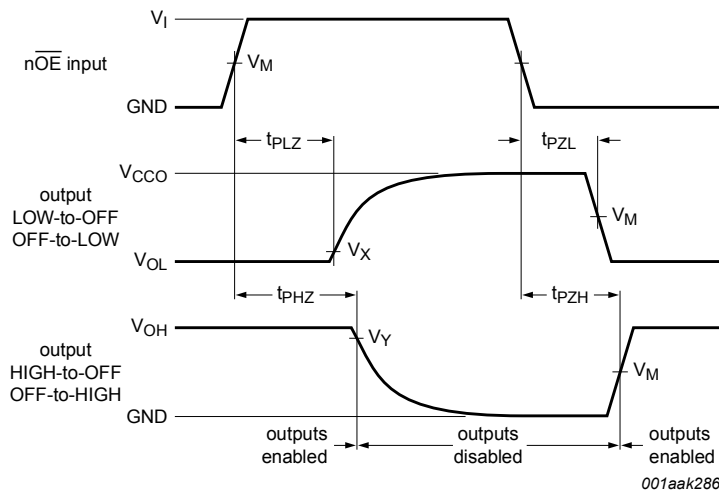 V_I
nOE input
V_M
GND
t_PLZ
t_PZL
V_CCO
output
LOW-to-OFF
OFF-to-LOW
V_M
V_X
V_OL
t_PHZ
t_PZH
V_OH
V_Y
output
HIGH-to-OFF
OFF-to-HIGH
V_M
GND
outputs
enabled
outputs
disabled
outputs
enabled
001aak286